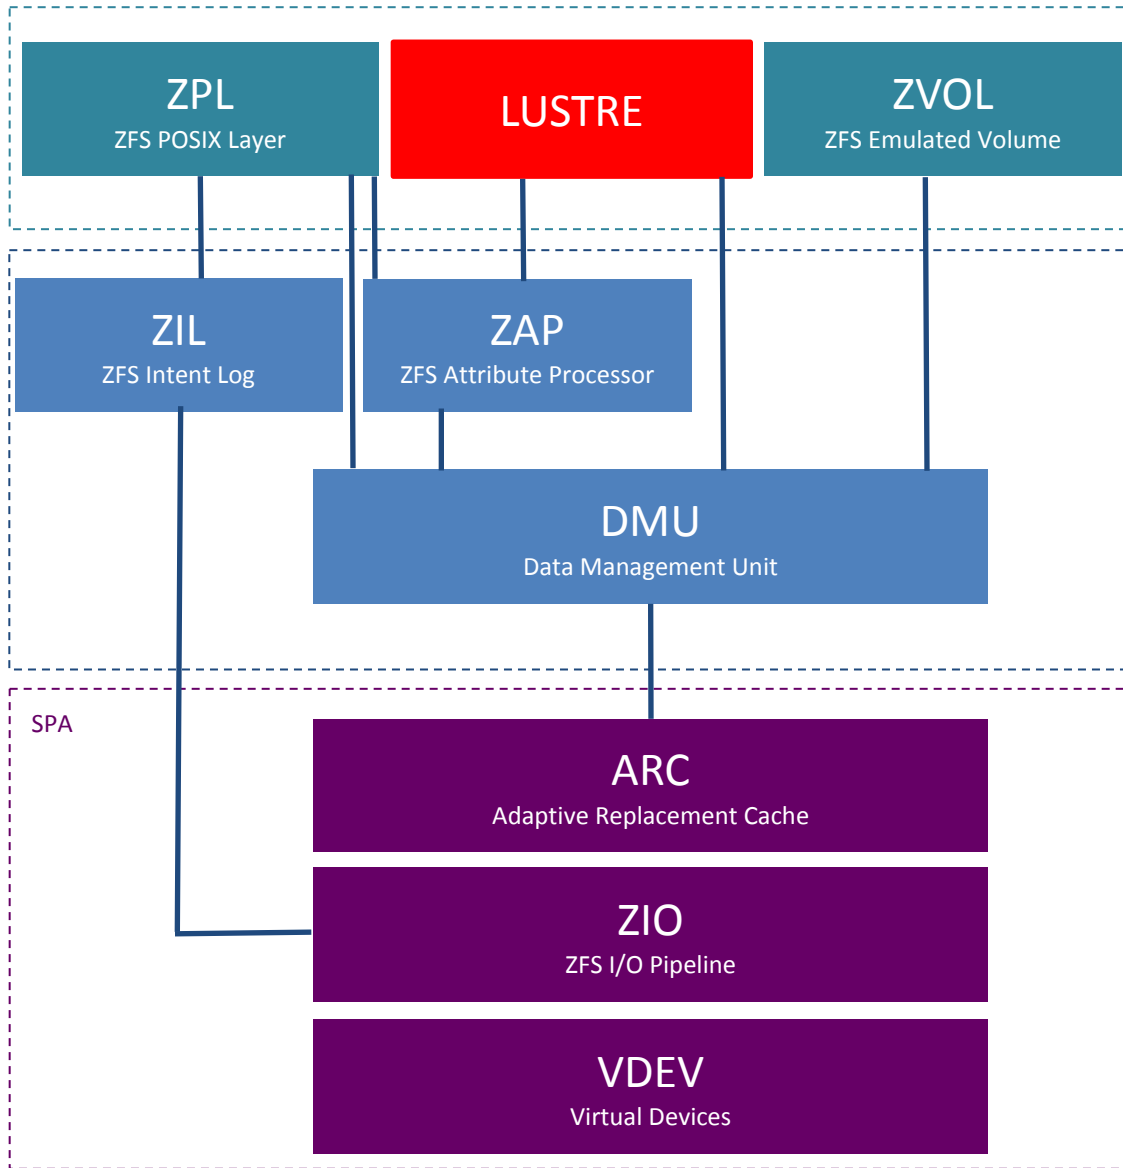 ZPL
ZFS POSIX Layer
LUSTRE
ZVOL
ZFS Emulated Volume
ZIL
ZFS Intent Log
ZAP
ZFS Attribute Processor
DMU
Data Management Unit
SPA
ARC
Adaptive Replacement Cache
ZIO
ZFS I/O Pipeline
VDEV
Virtual Devices